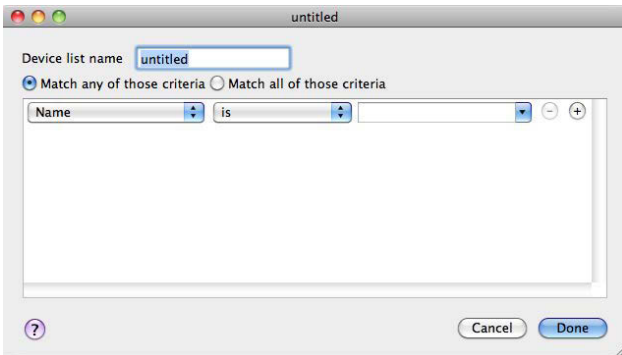 untitled
Device list name untitled
Match any of those criteria Match all of those criteria
Name is − +
? Cancel Done